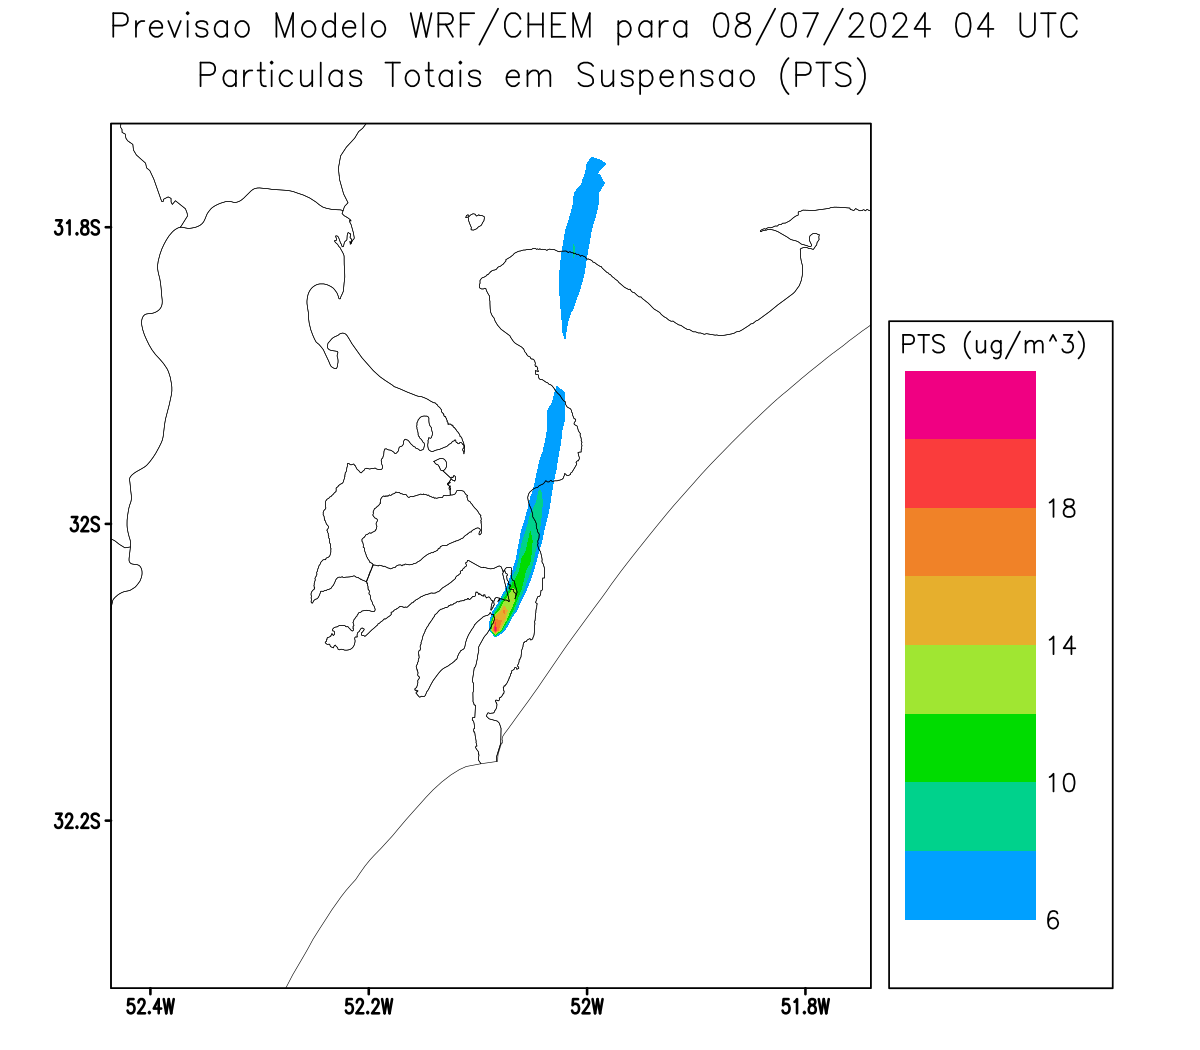 Previsao Modelo WRF/CHEM para 08/07/2024 04 UTC
Particulas Totais em Suspensao (PTS)
31.8S
32S
32.2S
52.4W
52.2W
52W
51.8W
PTS (ug/m^3)
18
14
10
6